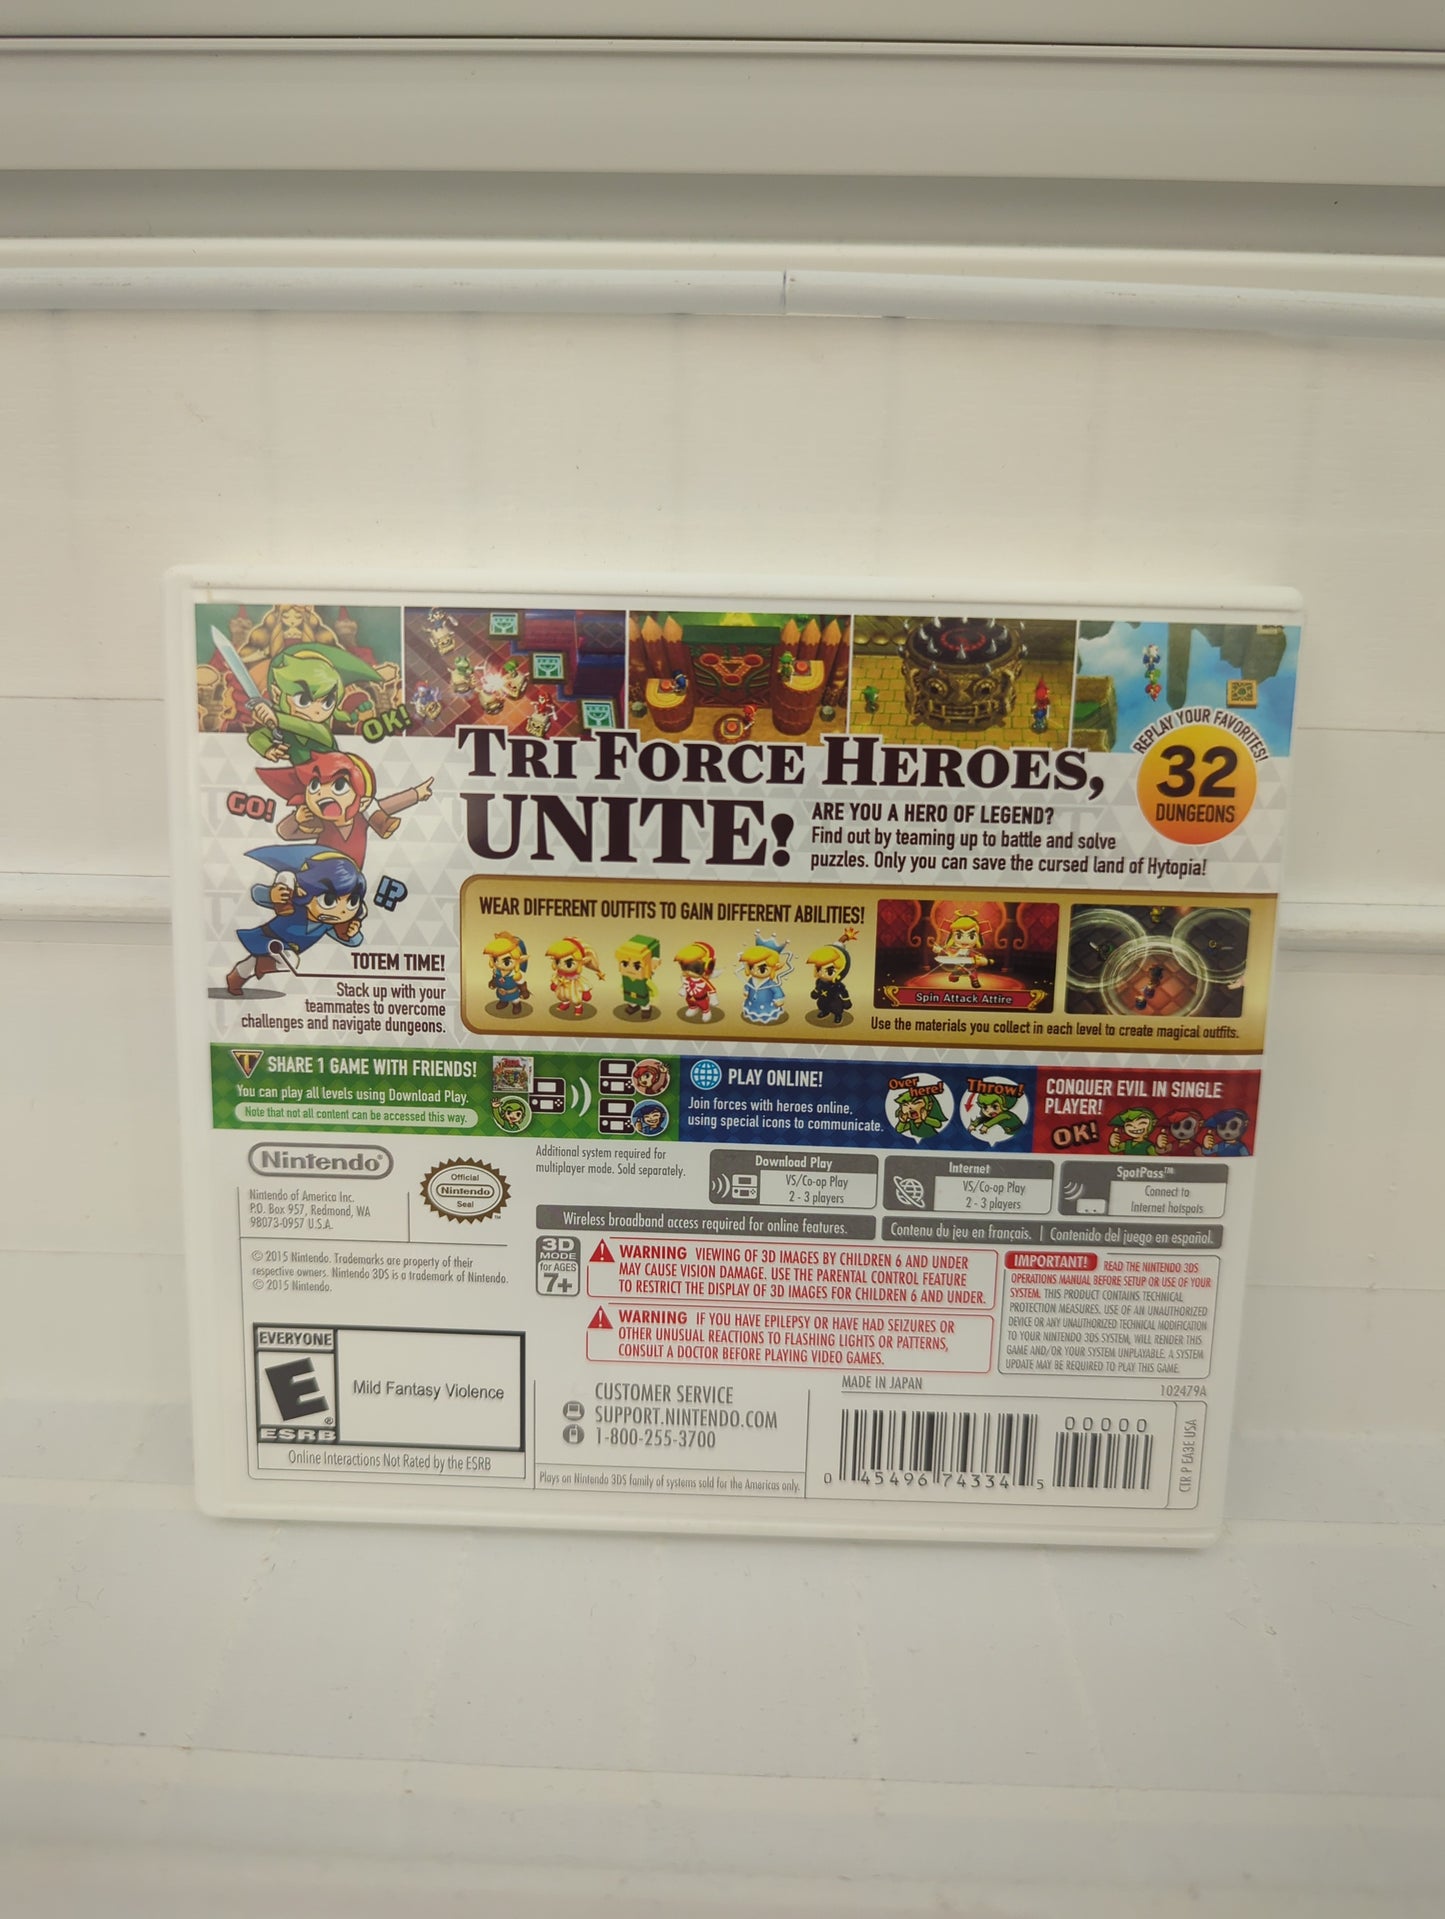 OK!
GO!
!?
REPLAY YOUR FAVORITES!
32
DUNGEONS
TRI FORCE HEROES,
UNITE!
ARE YOU A HERO OF LEGEND?
Find out by teaming up to battle and solve
puzzles. Only you can save the cursed land of Hytopia!
TOTEM TIME!
Stack up with your
teammates to overcome
challenges and navigate dungeons.
WEAR DIFFERENT OUTFITS TO GAIN DIFFERENT ABILITIES!
Spin Attack Attire
Use the materials you collect in each level to create magical outfits.
SHARE 1 GAME WITH FRIENDS!
You can play all levels using Download Play.
Note that not all content can be accessed this way.
PLAY ONLINE!
Join forces with heroes online,
using special icons to communicate.
Over here!
Throw!
CONQUER EVIL IN SINGLE
PLAYER!
OK!
Nintendo®
Nintendo of America Inc.
P.O. Box 957, Redmond, WA
98073-0957 U.S.A.
Official
Nintendo
Seal
TM
Additional system required for
multiplayer mode. Sold separately.
Download Play
VS/Co-op Play
2 - 3 players
Internet
VS/Co-op Play
2 - 3 players
SpotPass™
Connect to
Internet hotspots
Wireless broadband access required for online features.
Contenu du jeu en français. | Contenido del juego en español.
© 2015 Nintendo. Trademarks are property of their
respective owners. Nintendo 3DS is a trademark of Nintendo.
© 2015 Nintendo.
3D
MODE
for AGES
7+
WARNING VIEWING OF 3D IMAGES BY CHILDREN 6 AND UNDER
MAY CAUSE VISION DAMAGE. USE THE PARENTAL CONTROL FEATURE
TO RESTRICT THE DISPLAY OF 3D IMAGES FOR CHILDREN 6 AND UNDER.
WARNING IF YOU HAVE EPILEPSY OR HAVE HAD SEIZURES OR
OTHER UNUSUAL REACTIONS TO FLASHING LIGHTS OR PATTERNS,
CONSULT A DOCTOR BEFORE PLAYING VIDEO GAMES.
IMPORTANT! READ THE NINTENDO 3DS
OPERATIONS MANUAL BEFORE SETUP OR USE OF YOUR
SYSTEM. THIS PRODUCT CONTAINS TECHNICAL
PROTECTION MEASURES. USE OF AN UNAUTHORIZED
DEVICE OR ANY UNAUTHORIZED TECHNICAL MODIFICATION
TO YOUR NINTENDO 3DS SYSTEM, WILL RENDER THIS
GAME AND/OR YOUR SYSTEM UNPLAYABLE. A SYSTEM
UPDATE MAY BE REQUIRED TO PLAY THIS GAME.
EVERYONE
E
®
ESRB
Mild Fantasy Violence
Online Interactions Not Rated by the ESRB
CUSTOMER SERVICE
SUPPORT.NINTENDO.COM
1-800-255-3700
Plays on Nintendo 3DS family of systems sold for the Americas only.
MADE IN JAPAN
102479A
00000
0 45496 74334 5
CTR P EA3E USA